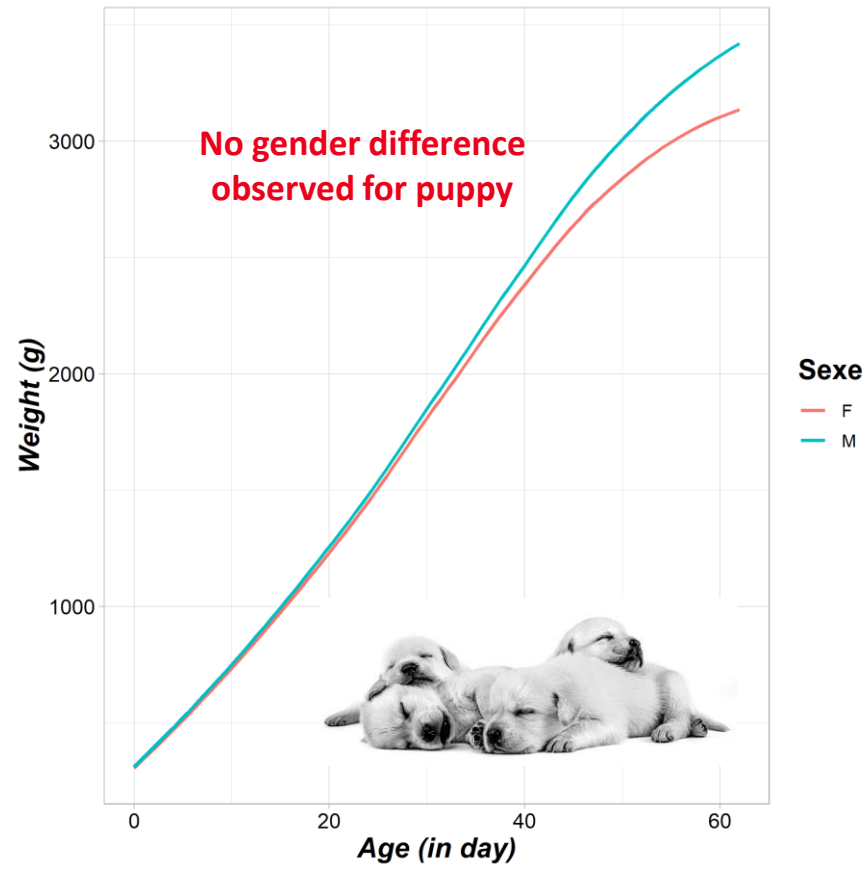 No gender difference
observed for puppy
3000
2000
1000
Weight (g)
0 20 40 60
Age (in day)
Sexe
F
M